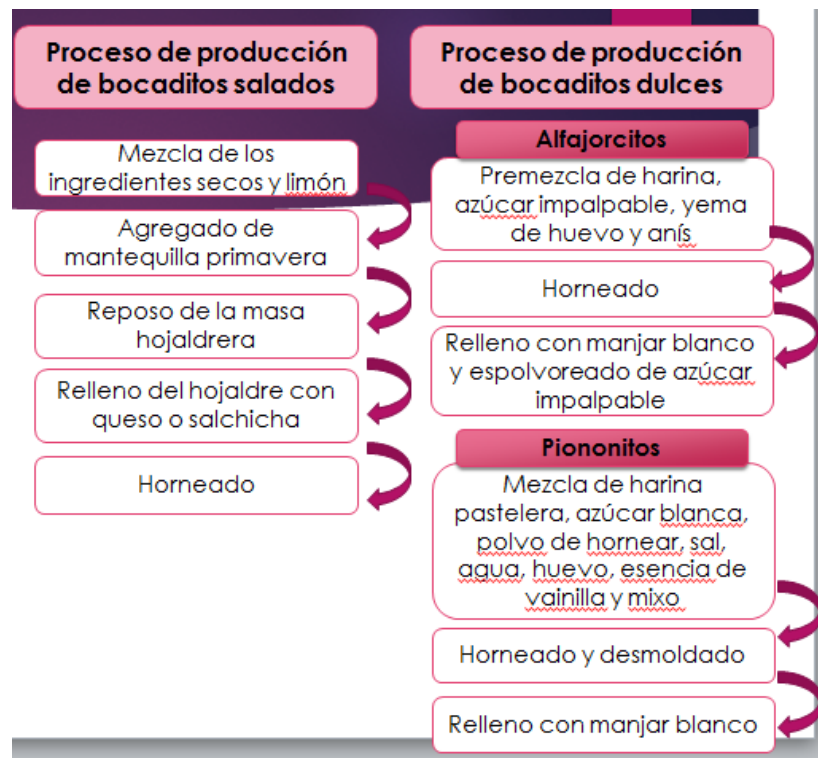 Proceso de producción
de bocaditos salados
Mezcla de los
ingredientes secos y limón
Agregado de
mantequilla primavera
Reposo de la masa
hojaldrera
Relleno del hojaldre con
queso o salchicha
Horneado
Proceso de producción
de bocaditos dulces
Alfajorcitos
Premezcla de harina,
azúcar impalpable, yema
de huevo y anís
Horneado
Relleno con manjar blanco
y espolvoreado de azúcar
impalpable
Piononitos
Mezcla de harina
pastelera, azúcar blanca,
polvo de hornear, sal,
agua, huevo, esencia de
vainilla y mixo
Horneado y desmoldado
Relleno con manjar blanco